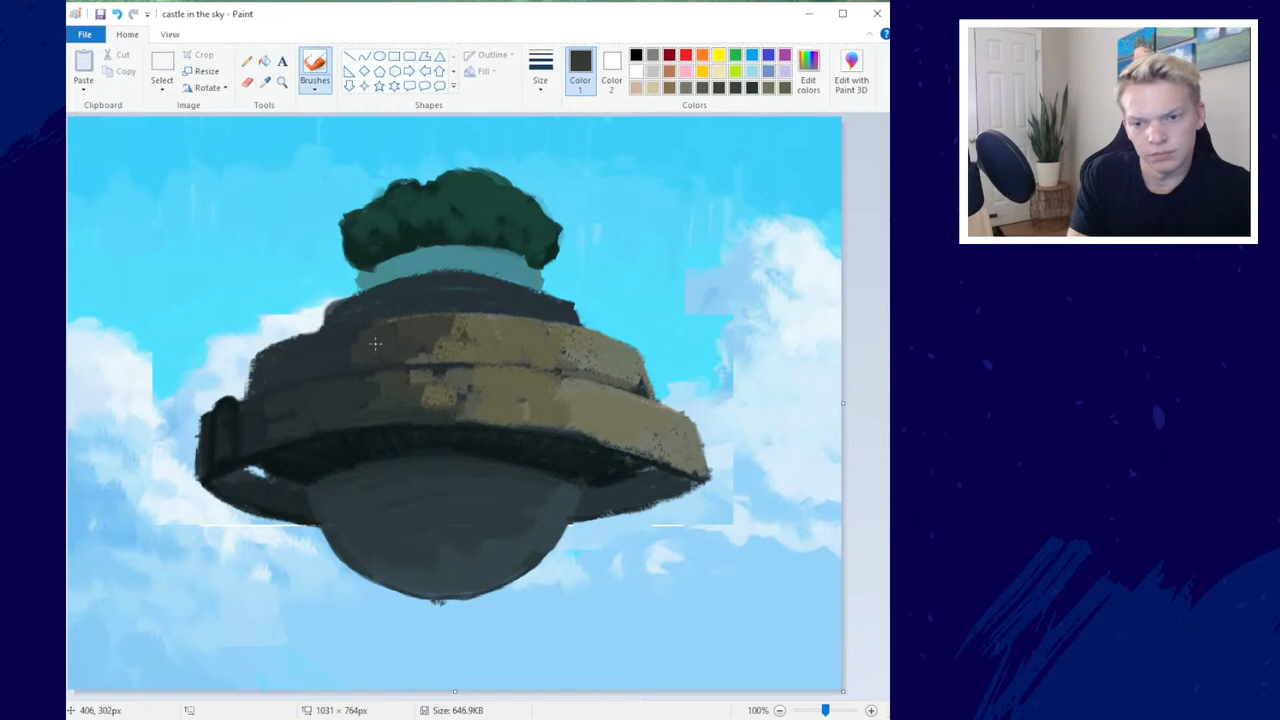 castle in the sky - Paint
File Home View
Paste
Cut
Copy
Clipboard
Select
Crop
Resize
Rotate
Image
Tools
Brushes
Shapes
Outline
Fill
Size
Color 1
Color 2
Edit colors
Colors
Edit with Paint 3D
406, 302px
1031 × 764px
Size: 646.9KB
100%